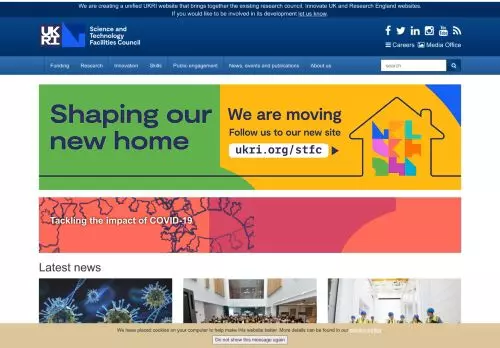 We are creating a unified UKRI website that brings together the existing research council, Innovate UK and Research England websites.
If you would like to be involved in its development let us know.
UK
RI
Science and
Technology
Facilities Council
Careers Media Office
Funding Research Innovation Skills Public engagement News, events and publications About us
search
Shaping our
new home
We are moving
Follow us to our new site
ukri.org/stfc
Tackling the impact of COVID-19
Latest news
We have placed cookies on your computer to help make this website better. More details can be found in our
Do not show this message again